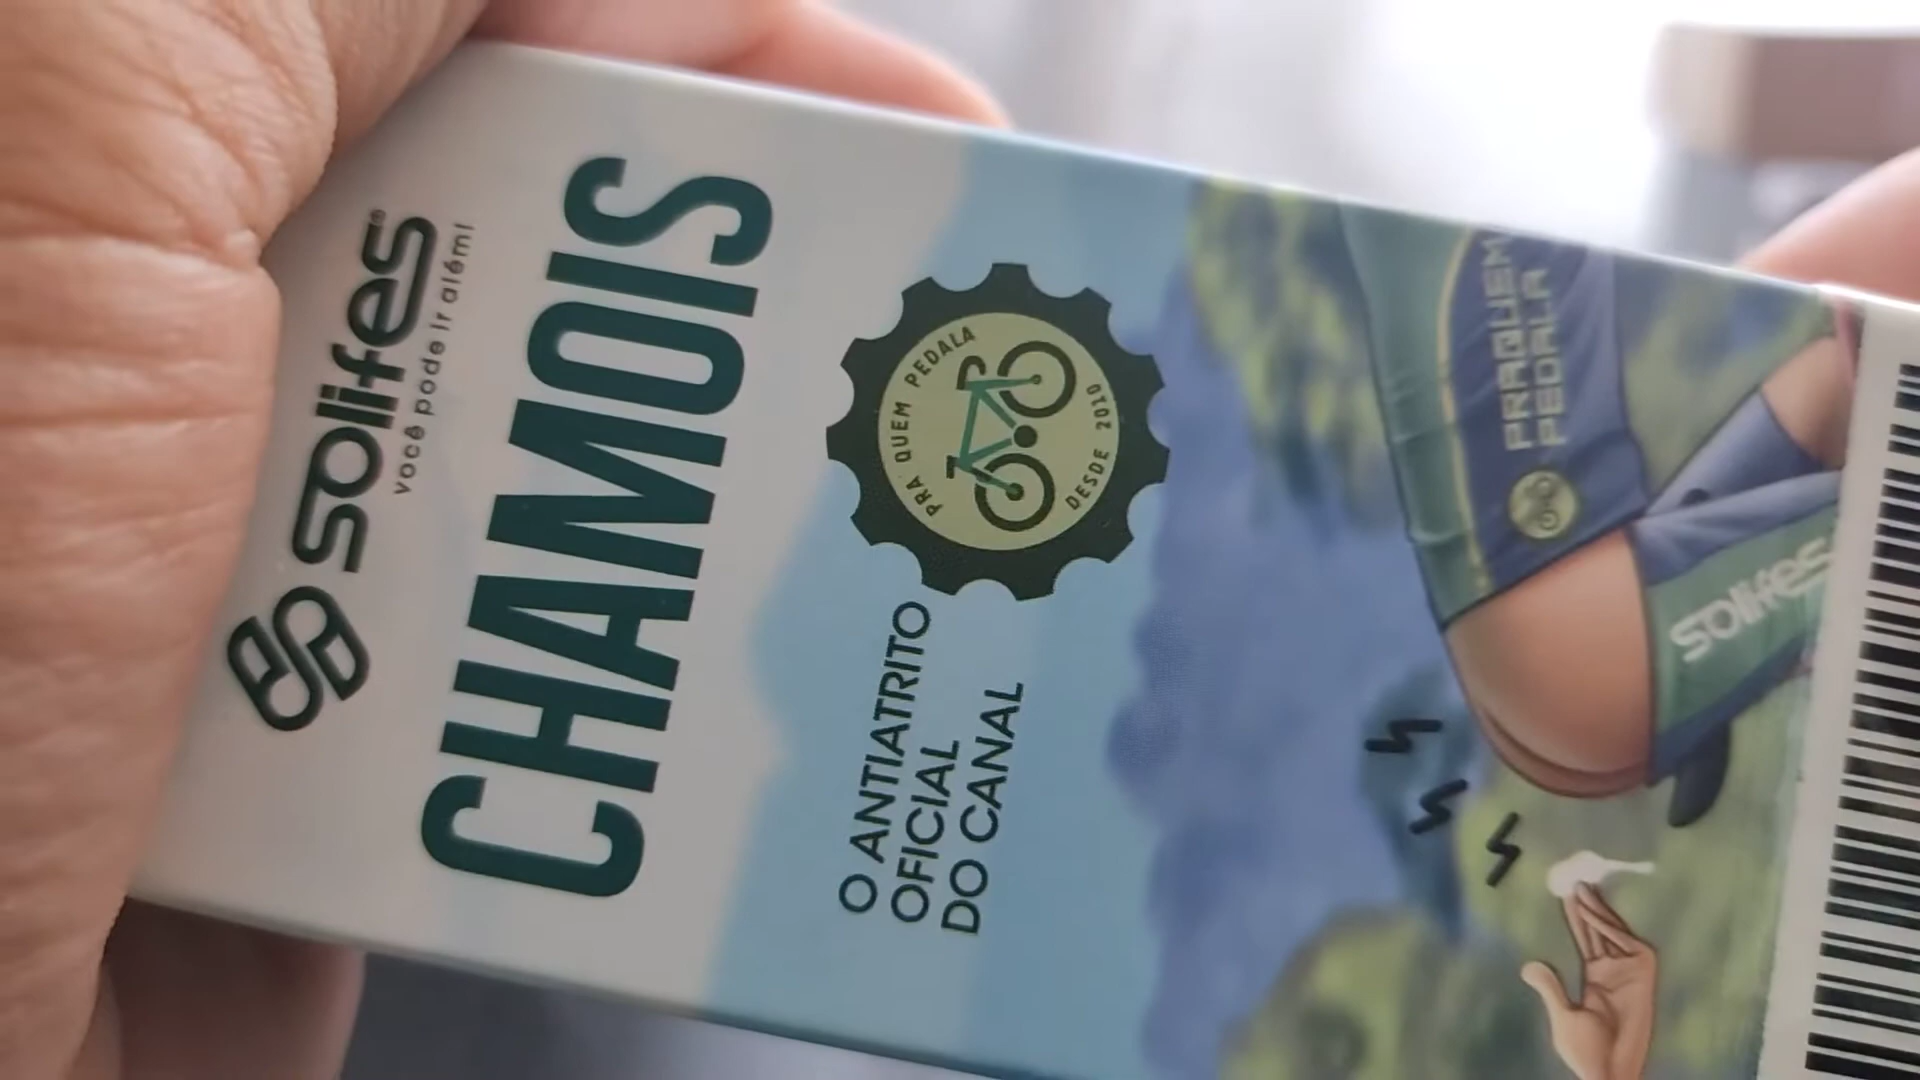 solifes
você pode ir além!
CHAMOIS
PRA QUEM PEDALA
DESDE 2010
O ANTIATRITO
OFICIAL
DO CANAL
PRA QUEM
PEDALA
solifes